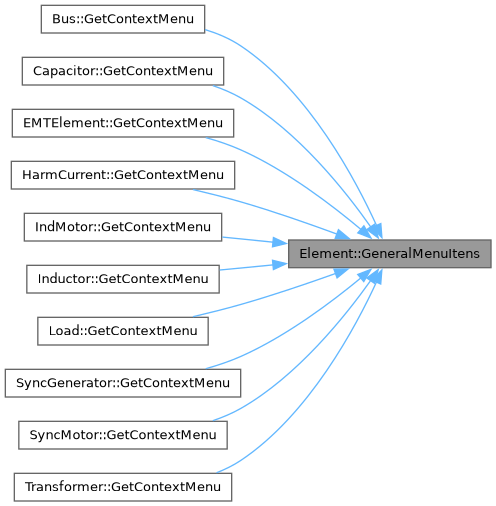 Bus::GetContextMenu
Capacitor::GetContextMenu
EMTElement::GetContextMenu
HarmCurrent::GetContextMenu
IndMotor::GetContextMenu
Element::GeneralMenuItens
Inductor::GetContextMenu
Load::GetContextMenu
SyncGenerator::GetContextMenu
SyncMotor::GetContextMenu
Transformer::GetContextMenu